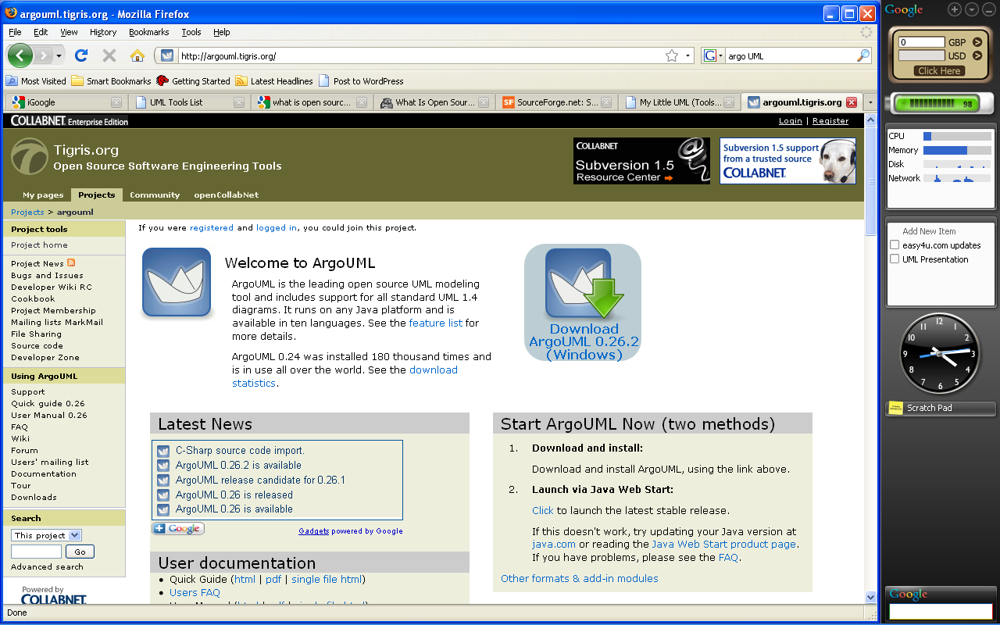 argouml.tigris.org - Mozilla Firefox
File Edit View History Bookmarks Tools Help
http://argouml.tigris.org/
argo UML
Most Visited Smart Bookmarks Getting Started Latest Headlines Post to WordPress
iGoogle UML Tools List what is open sourc... What Is Open Sour... SourceForge.net: S... My Little UML (Tools... argouml.tigris.org
COLLABNET Enterprise Edition
Login | Register
Tigris.org
Open Source Software Engineering Tools
COLLABNET
Subversion 1.5
Resource Center
Subversion 1.5 support
from a trusted source
COLLABNET
My pages Projects Community openCollabNet
Projects > argouml
Project tools
Project home
Project News
Bugs and Issues
Developer Wiki RC
Cookbook
Project Membership
Mailing lists MarkMail
File Sharing
Source code
Developer Zone
Using ArgoUML
Support
Quick guide 0.26
User Manual 0.26
FAQ
Wiki
Forum
Users' mailing list
Documentation
Tour
Downloads
Search
This project
Go
Advanced search
Powered by
COLLABNET
If you were registered and logged in, you could join this project.
Welcome to ArgoUML
ArgoUML is the leading open source UML modeling
tool and includes support for all standard UML 1.4
diagrams. It runs on any Java platform and is
available in ten languages. See the feature list for
more details.
ArgoUML 0.24 was installed 180 thousand times and
is in use all over the world. See the download
statistics.
Download
ArgoUML 0.26.2
(Windows)
Latest News
C-Sharp source code import.
ArgoUML 0.26.2 is available
ArgoUML release candidate for 0.26.1
ArgoUML 0.26 is released
ArgoUML 0.26 is available
Google
Gadgets powered by Google
User documentation
• Quick Guide (html | pdf | single file html)
• Users FAQ
Start ArgoUML Now (two methods)
1. Download and install:
Download and install ArgoUML, using the link above.
2. Launch via Java Web Start:
Click to launch the latest stable release.
If this doesn't work, try updating your Java version at
java.com or reading the Java Web Start product page.
If you have problems, please see the FAQ.
Other formats & add-in modules
Done
Google
0 GBP
USD
Click Here
98
CPU
Memory
Disk
Network
Add New Item
easy4u.com updates
UML Presentation
12
1
2
3
4
5
6
7
8
9
10
11
Scratch Pad
Google